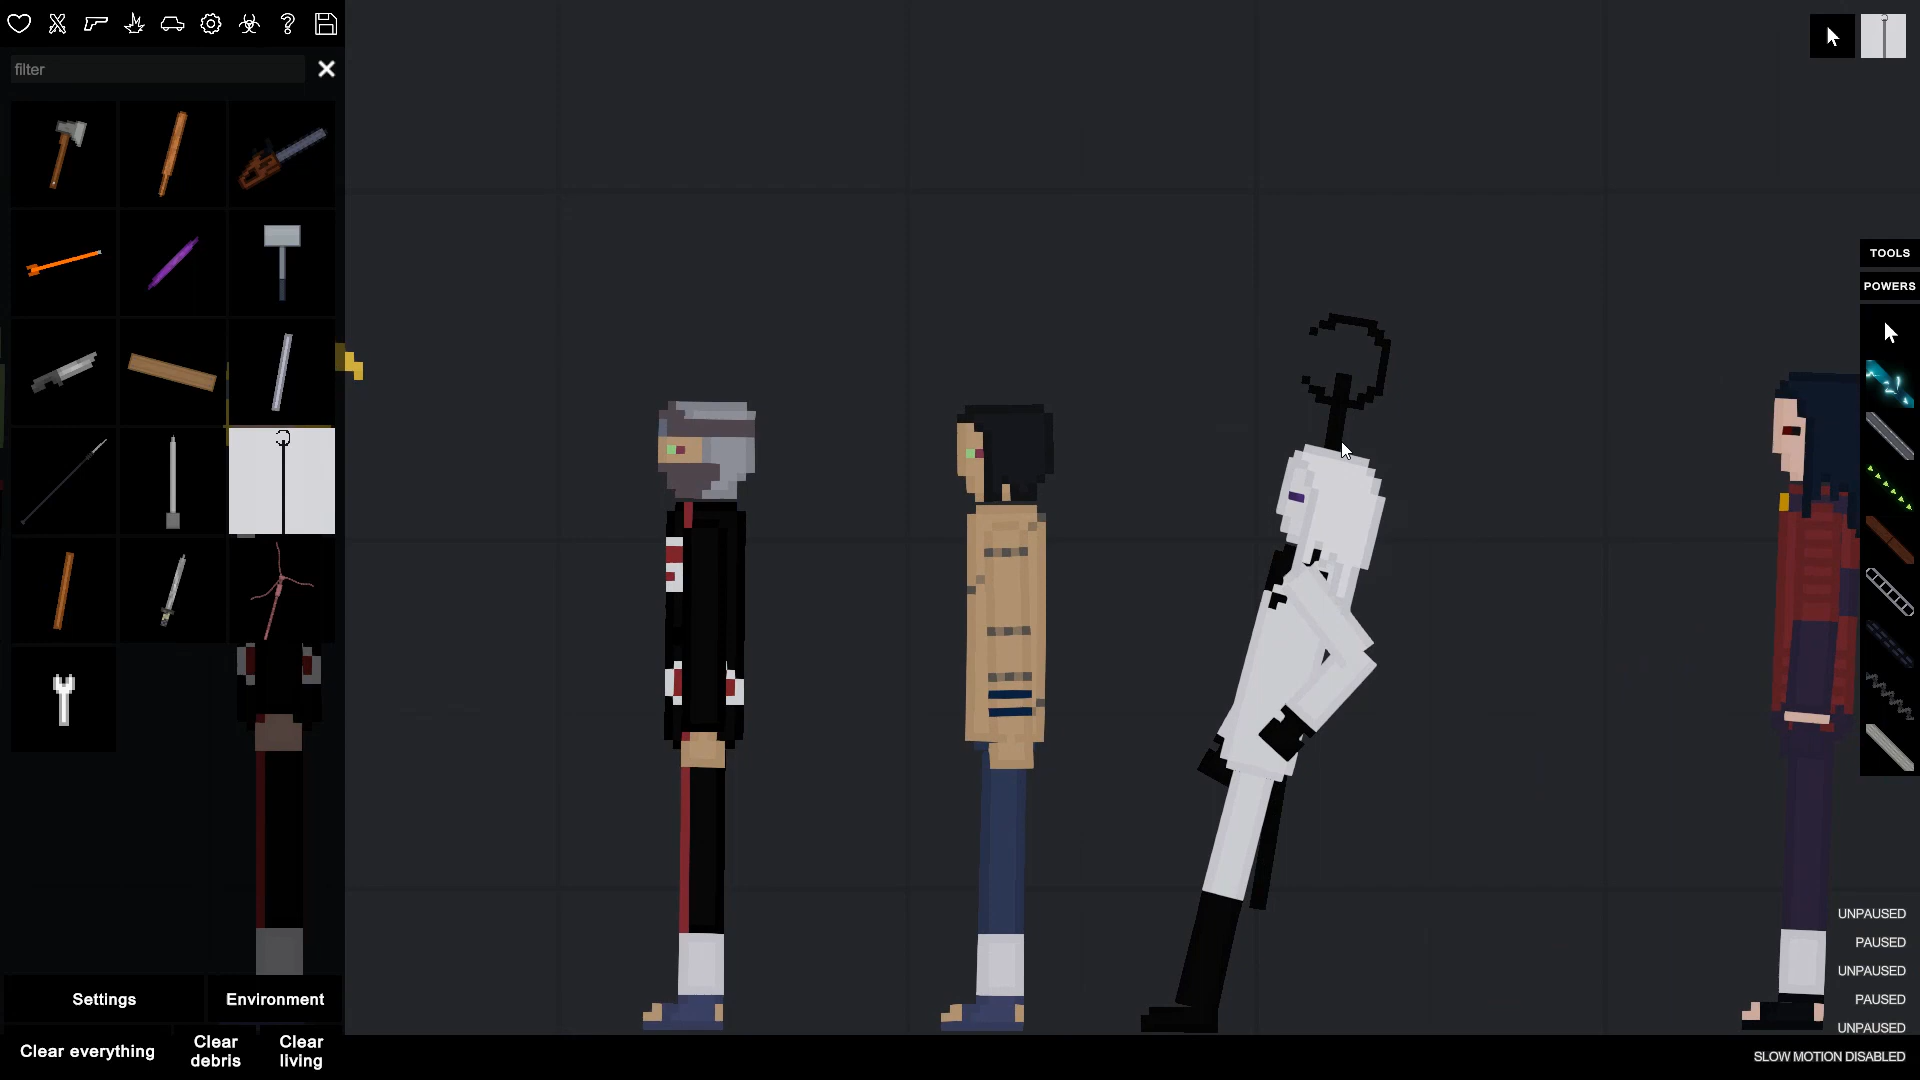 filter
TOOLS
POWERS
UNPAUSED
PAUSED
UNPAUSED
PAUSED
UNPAUSED
SLOW MOTION DISABLED
Settings
Environment
Clear everything
Clear
debris
Clear
living